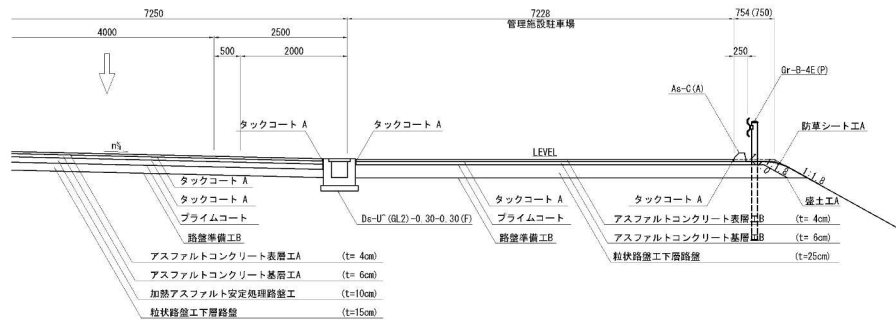 7250
7228
754 (750)
管理施設駐車場
4000
2500
500
2000
250
Gr-B-4E(P)
As-C(A)
タックコート A
タックコート A
防草シート工A
n%
LEVEL
1:1.8
1:1.8
タックコート A
タックコート A
タックコート A
タックコート A
盛土工A
プライムコート
Ds-U(GL2)-0.30-0.30(F)
プライムコート
アスファルトコンクリート表層工B (t= 4cm)
路盤準備工B
路盤準備工B
アスファルトコンクリート基層工B (t= 6cm)
アスファルトコンクリート表層工A (t= 4cm)
粒状路盤工下層路盤 (t=25cm)
アスファルトコンクリート基層工A (t= 6cm)
加熱アスファルト安定処理路盤工 (t=10cm)
粒状路盤工下層路盤 (t=15cm)